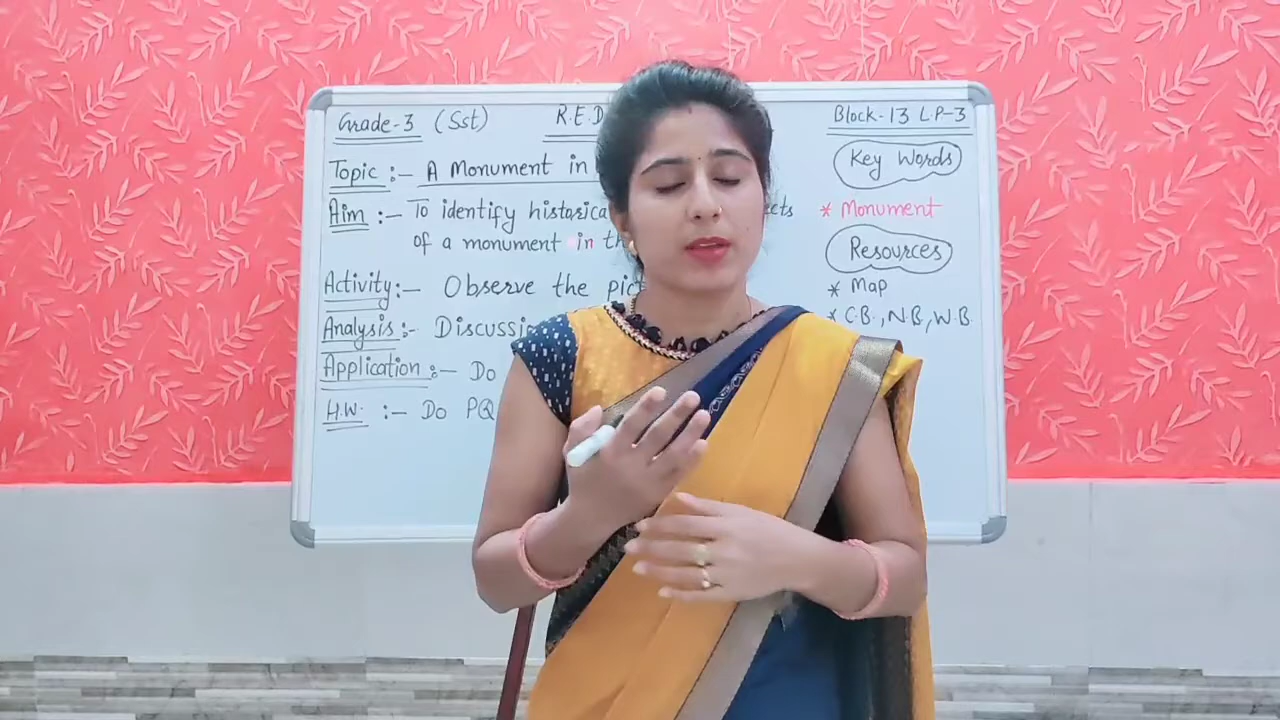 Grade-3 (Sst) R.E.D Block-13 L.P-3
Topic :- A Monument in
Key Words
Aim :- To identify historica
* Monument
of a monument in th
Resources
Activity:- Observe the pic
* Map
Analysis:- Discussi
* C.B., N.B, W.B.
Application:- Do
H.W. :- Do PQ